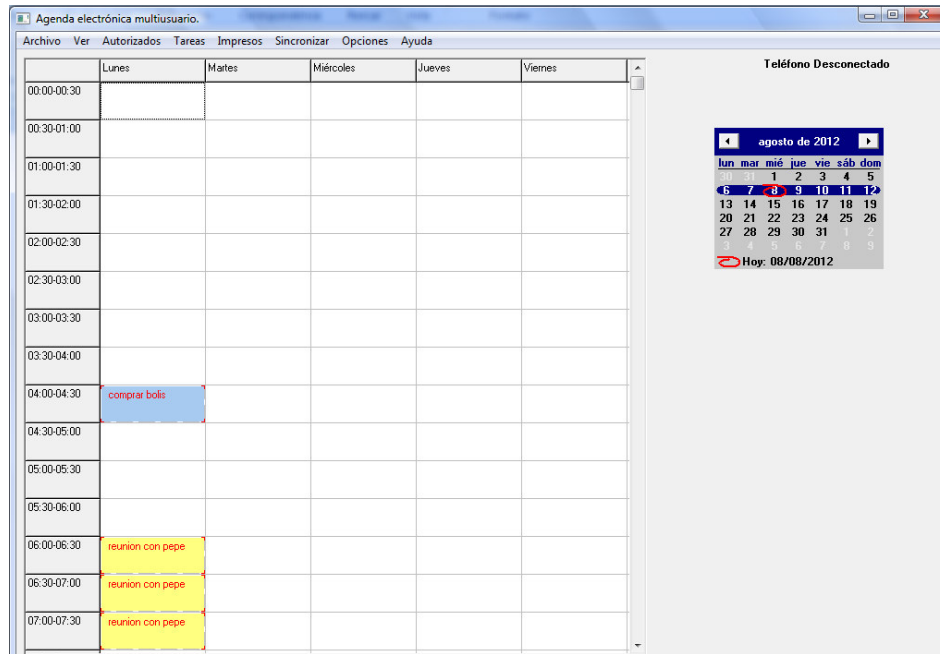 Agenda electrónica multiusuario.
Archivo Ver Autorizados Tareas Impresos Sincronizar Opciones Ayuda
Lunes Martes Miércoles Jueves Viernes
Teléfono Desconectado
00:00-00:30
00:30-01:00
01:00-01:30
01:30-02:00
02:00-02:30
02:30-03:00
03:00-03:30
03:30-04:00
04:00-04:30 comprar bolis
04:30-05:00
05:00-05:30
05:30-06:00
06:00-06:30 reunion con pepe
06:30-07:00 reunion con pepe
07:00-07:30 reunion con pepe
agosto de 2012
lun mar mié jue vie sáb dom
30 31 1 2 3 4 5
6 7 8 9 10 11 12
13 14 15 16 17 18 19
20 21 22 23 24 25 26
27 28 29 30 31 1 2
3 4 5 6 7 8 9
Hoy: 08/08/2012